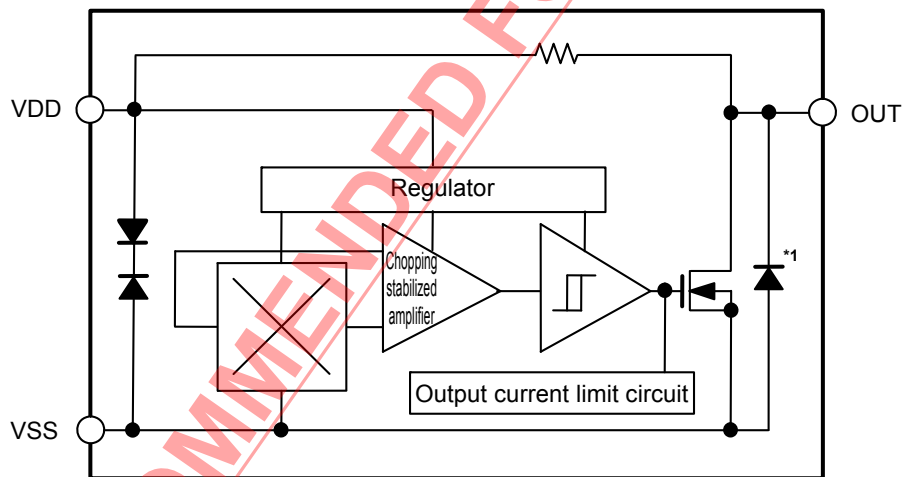 VDD
OUT
Regulator
*1
Chopping
stabilized
amplifier
Output current limit circuit
VSS